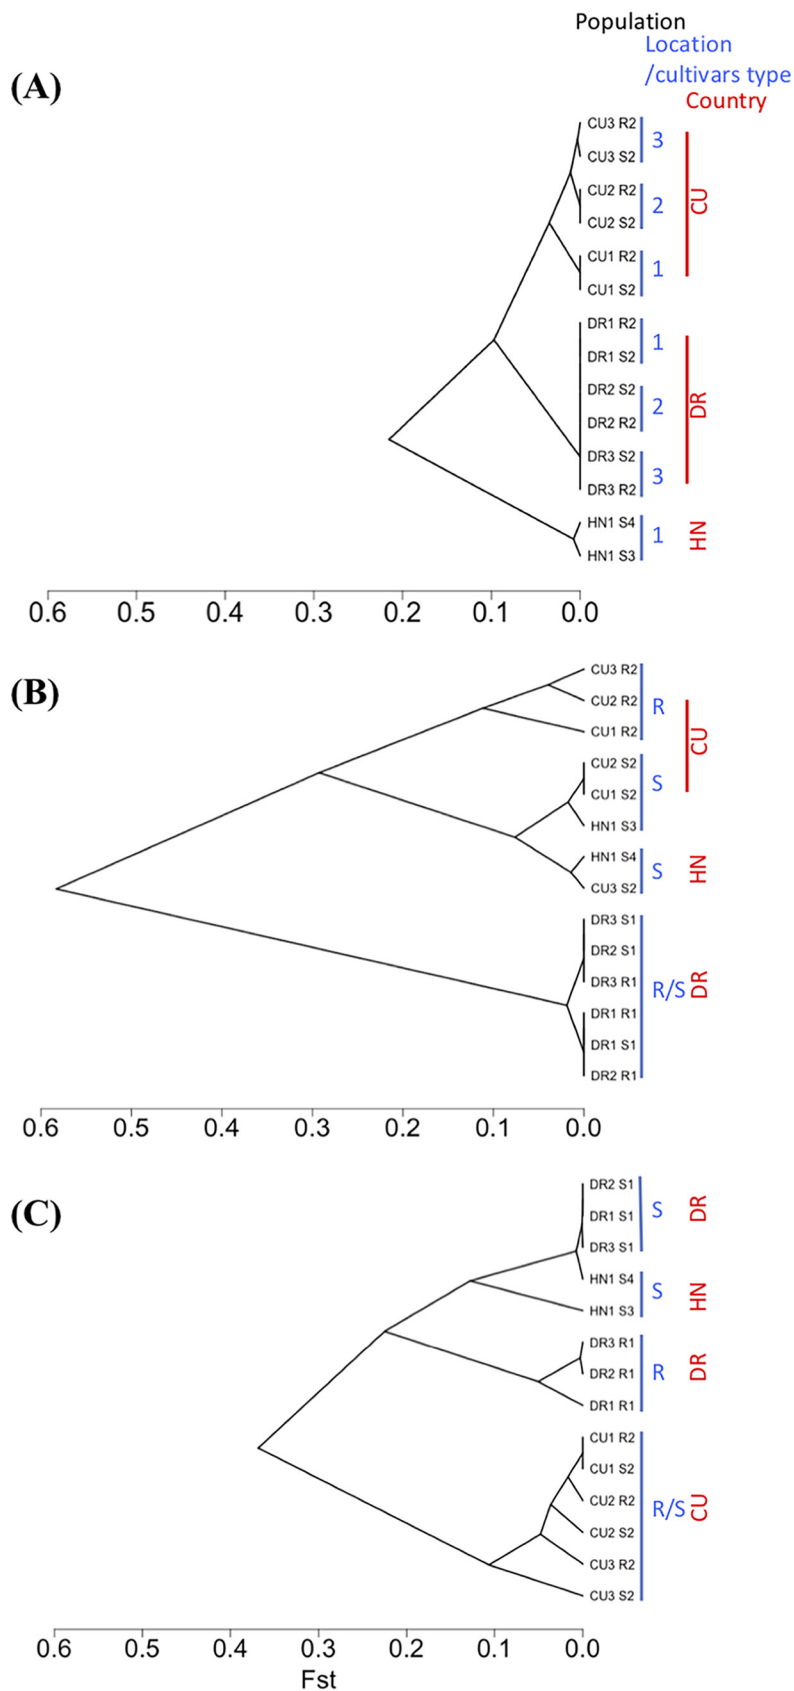 Population
Location
/cultivars type
Country
(A)
CU3 R2
CU3 S2
3
CU2 R2
CU2 S2
2
CU1 R2
CU1 S2
1
CU
DR1 R2
DR1 S2
1
DR2 S2
DR2 R2
2
DR3 S2
DR3 R2
3
DR
HN1 S4
HN1 S3
1
HN
0.6 0.5 0.4 0.3 0.2 0.1 0.0
(B)
CU3 R2
CU2 R2
CU1 R2
R
CU
CU2 S2
CU1 S2
HN1 S3
S
HN1 S4
CU3 S2
S
HN
DR3 S1
DR2 S1
DR3 R1
DR1 R1
DR1 S1
DR2 R1
R/S
DR
0.6 0.5 0.4 0.3 0.2 0.1 0.0
(C)
DR2 S1
DR1 S1
DR3 S1
S
DR
HN1 S4
HN1 S3
S
HN
DR3 R1
DR2 R1
DR1 R1
R
DR
CU1 R2
CU1 S2
CU2 R2
CU2 S2
CU3 R2
CU3 S2
R/S
CU
0.6 0.5 0.4 0.3 0.2 0.1 0.0
Fst